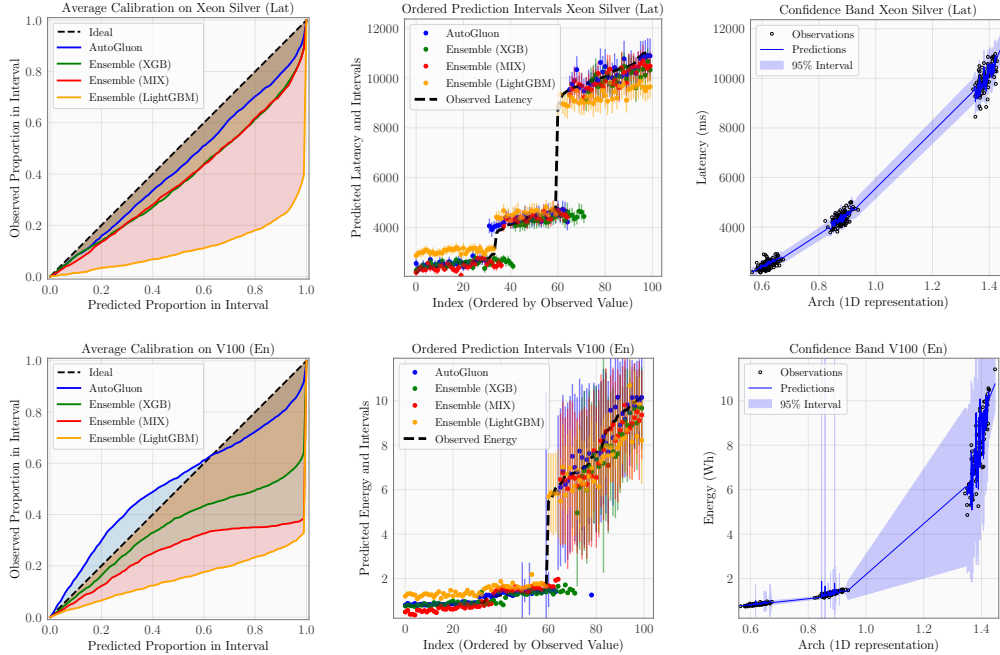 Average Calibration on Xeon Silver (Lat)
Ideal
AutoGluon
Ensemble (XGB)
Ensemble (MIX)
Ensemble (LightGBM)
Observed Proportion in Interval
1.0
0.8
0.6
0.4
0.2
0.0
0.0 0.2 0.4 0.6 0.8 1.0
Predicted Proportion in Interval
Ordered Prediction Intervals Xeon Silver (Lat)
AutoGluon
Ensemble (XGB)
Ensemble (MIX)
Ensemble (LightGBM)
Observed Latency
Predicted Latency and Intervals
12000
10000
8000
6000
4000
0 20 40 60 80 100
Index (Ordered by Observed Value)
Confidence Band Xeon Silver (Lat)
Observations
Predictions
95% Interval
Latency (ms)
12000
10000
8000
6000
4000
0.6 0.8 1.0 1.2 1.4
Arch (1D representation)
Average Calibration on V100 (En)
Ideal
AutoGluon
Ensemble (XGB)
Ensemble (MIX)
Ensemble (LightGBM)
Observed Proportion in Interval
1.0
0.8
0.6
0.4
0.2
0.0
0.0 0.2 0.4 0.6 0.8 1.0
Predicted Proportion in Interval
Ordered Prediction Intervals V100 (En)
AutoGluon
Ensemble (XGB)
Ensemble (MIX)
Ensemble (LightGBM)
Observed Energy
Predicted Energy and Intervals
10
8
6
4
2
0 20 40 60 80 100
Index (Ordered by Observed Value)
Confidence Band V100 (En)
Observations
Predictions
95% Interval
Energy (Wh)
10
8
6
4
2
0.6 0.8 1.0 1.2 1.4
Arch (1D representation)